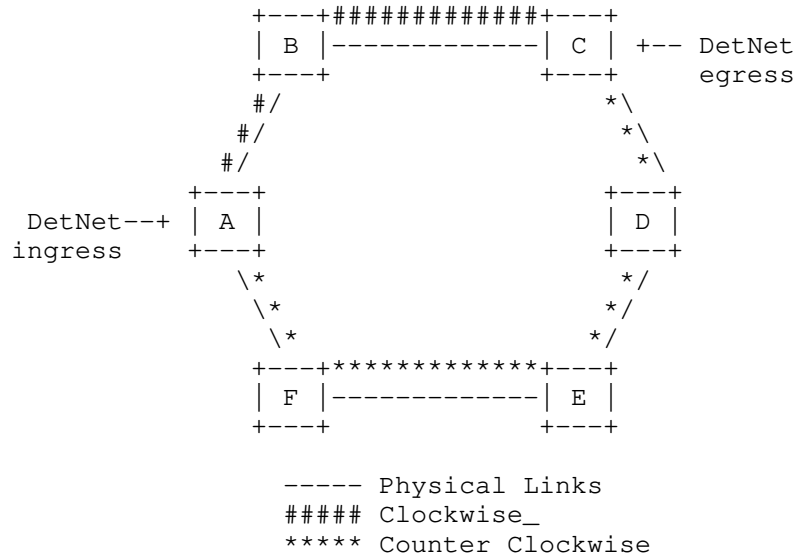 +---+#############+---+
| B |-------------| C | +-- DetNet
+---+ +---+ egress
#/ *\
#/ *\
#/ *\
+---+ +---+
DetNet--+ | A | | D |
ingress +---+ +---+
\* */
\* */
\* */
+---+*************+---+
| F |-------------| E |
+---+ +---+
----- Physical Links
##### Clockwise_
***** Counter Clockwise